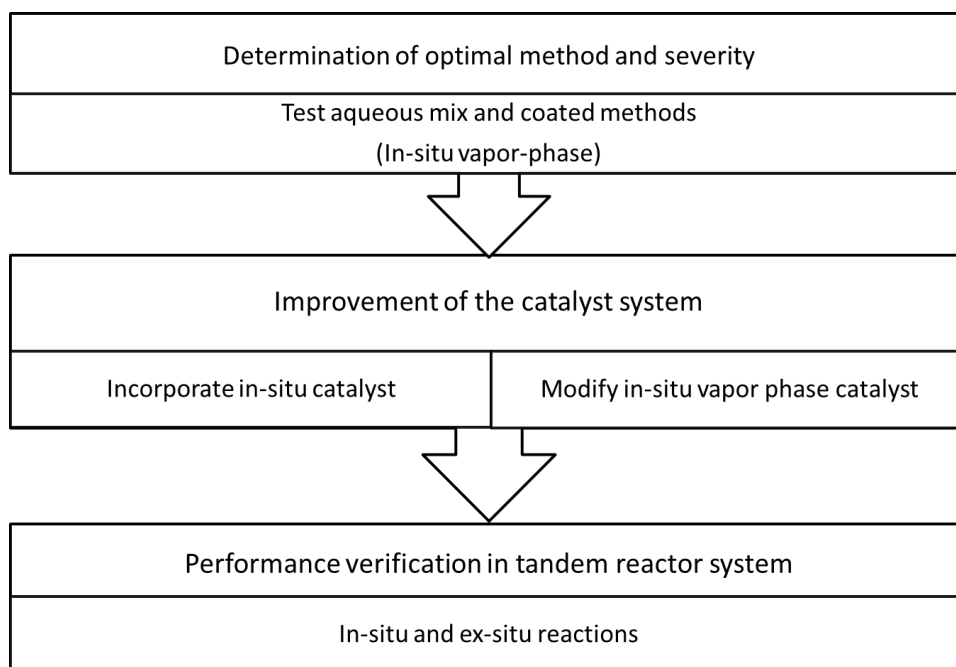 Determination of optimal method and severity
Test aqueous mix and coated methods
(In-situ vapor-phase)
Improvement of the catalyst system
Incorporate in-situ catalyst
Modify in-situ vapor phase catalyst
Performance verification in tandem reactor system
In-situ and ex-situ reactions